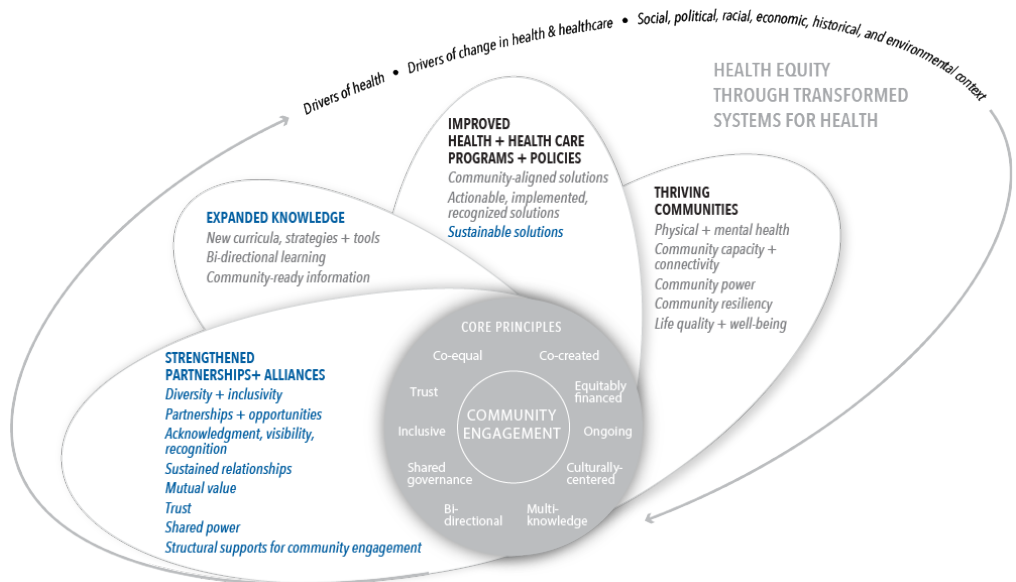 Drivers of health • Drivers of change in health & healthcare • Social, political, racial, economic, historical, and environmental context
HEALTH EQUITY
THROUGH TRANSFORMED
SYSTEMS FOR HEALTH
IMPROVED
HEALTH + HEALTH CARE
PROGRAMS + POLICIES
Community-aligned solutions
Actionable, implemented,
recognized solutions
Sustainable solutions
THRIVING
COMMUNITIES
Physical + mental health
Community capacity +
connectivity
Community power
Community resiliency
Life quality + well-being
EXPANDED KNOWLEDGE
New curricula, strategies + tools
Bi-directional learning
Community-ready information
STRENGTHENED
PARTNERSHIPS+ ALLIANCES
Diversity + inclusivity
Partnerships + opportunities
Acknowledgment, visibility,
recognition
Sustained relationships
Mutual value
Trust
Shared power
Structural supports for community engagement
CORE PRINCIPLES
Co-equal
Co-created
Trust
Equitably
financed
Inclusive
COMMUNITY
ENGAGEMENT
Ongoing
Shared
governance
Culturally-
centered
Bi-
directional
Multi-
knowledge